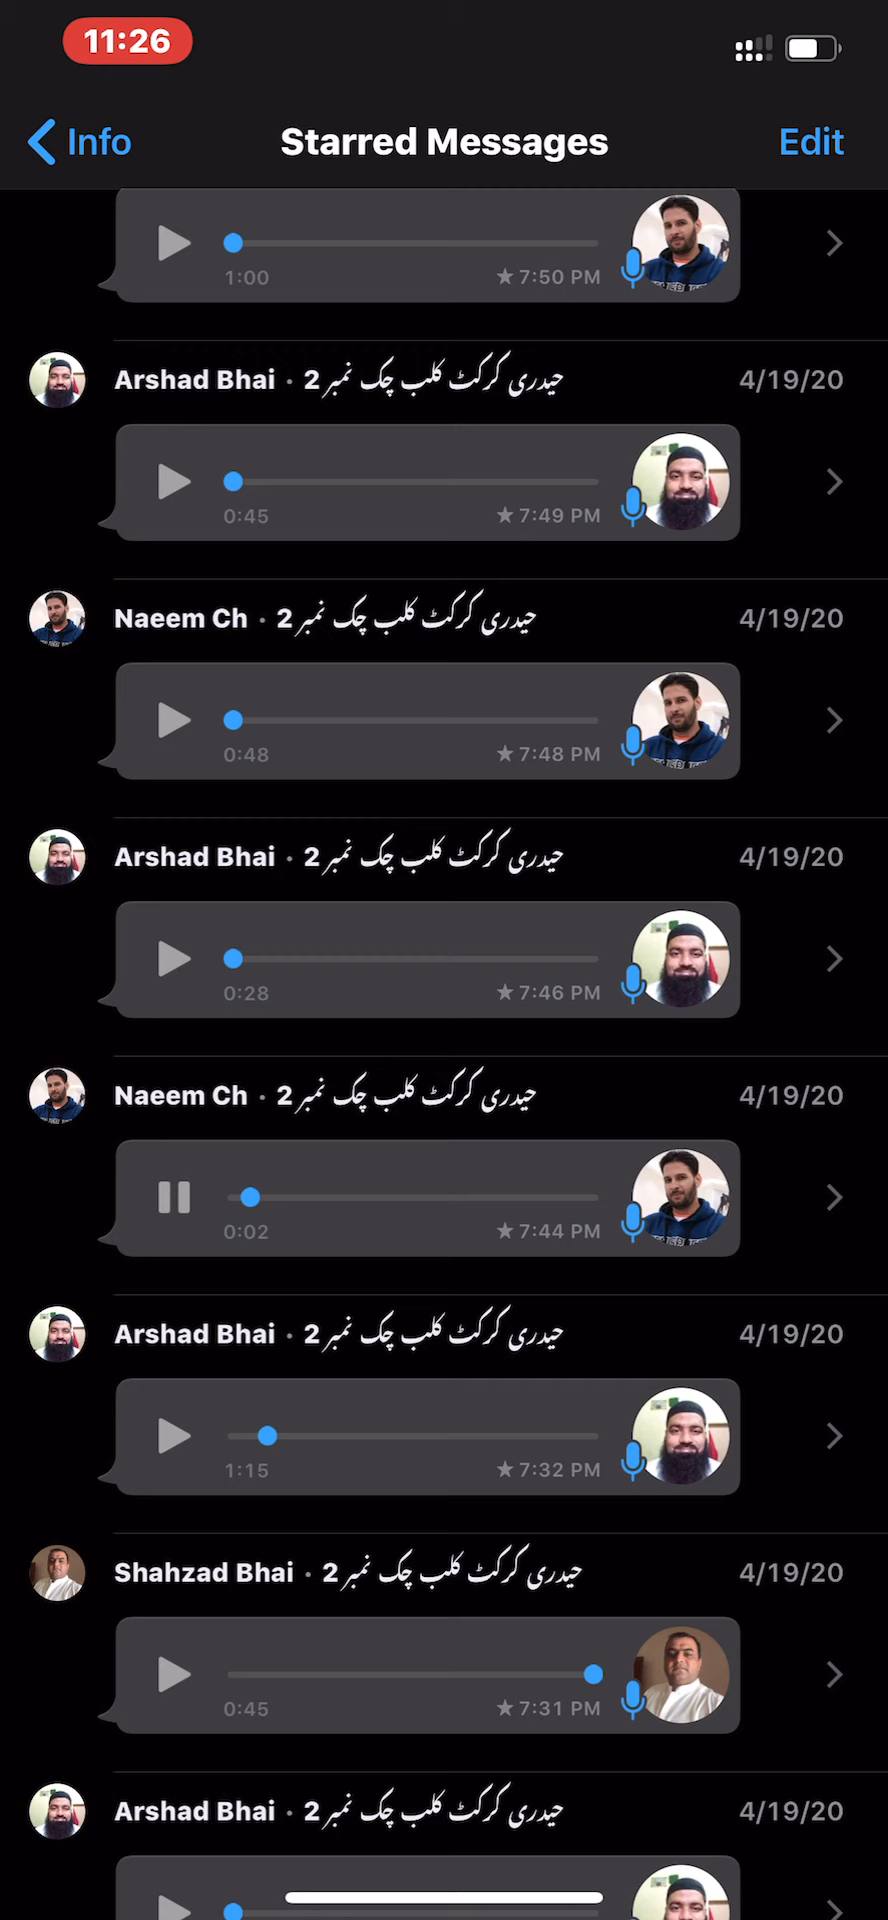 11:26
Info
Starred Messages
Edit
1:00
★ 7:50 PM
Arshad Bhai · حیدری کرکٹ کلب چک نمبر 2
4/19/20
0:45
★ 7:49 PM
Naeem Ch · حیدری کرکٹ کلب چک نمبر 2
4/19/20
0:48
★ 7:48 PM
Arshad Bhai · حیدری کرکٹ کلب چک نمبر 2
4/19/20
0:28
★ 7:46 PM
Naeem Ch · حیدری کرکٹ کلب چک نمبر 2
4/19/20
0:02
★ 7:44 PM
Arshad Bhai · حیدری کرکٹ کلب چک نمبر 2
4/19/20
1:15
★ 7:32 PM
Shahzad Bhai · حیدری کرکٹ کلب چک نمبر 2
4/19/20
0:45
★ 7:31 PM
Arshad Bhai · حیدری کرکٹ کلب چک نمبر 2
4/19/20